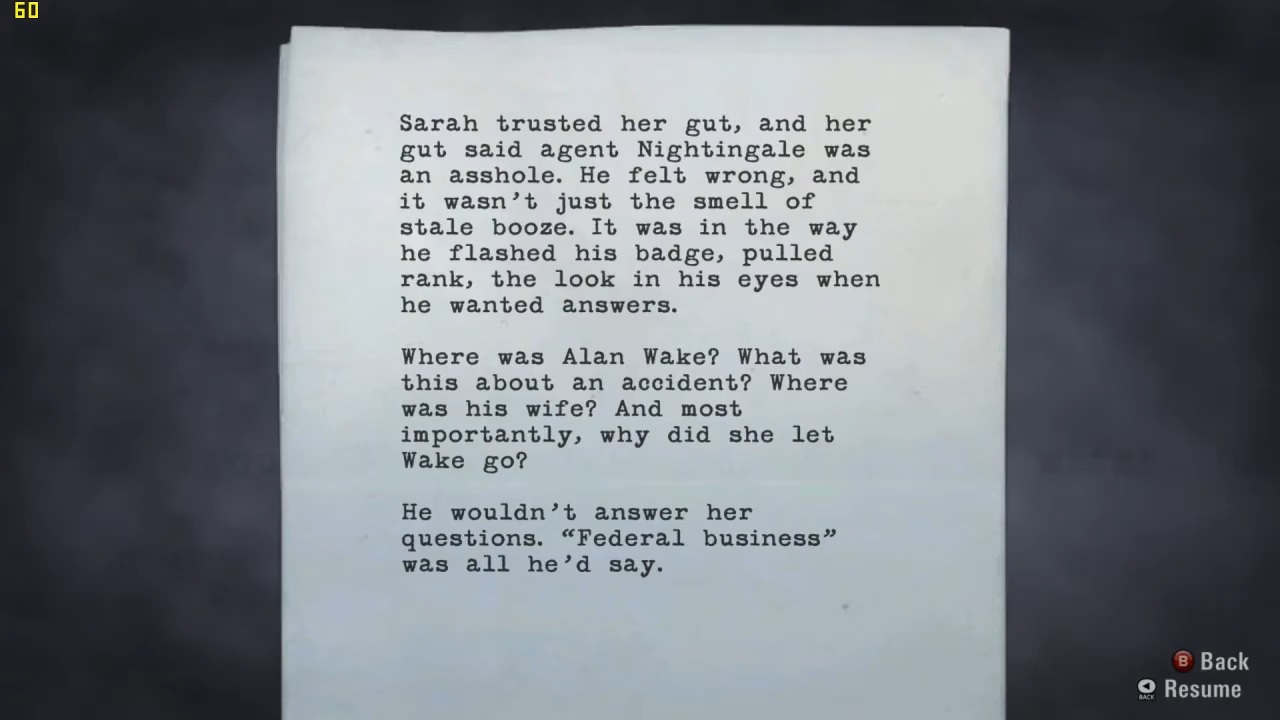 60
Sarah trusted her gut, and her
gut said agent Nightingale was
an asshole. He felt wrong, and
it wasn’t just the smell of
stale booze. It was in the way
he flashed his badge, pulled
rank, the look in his eyes when
he wanted answers.
Where was Alan Wake? What was
this about an accident? Where
was his wife? And most
importantly, why did she let
Wake go?
He wouldn’t answer her
questions. “Federal business”
was all he’d say.
B Back
BACK Resume